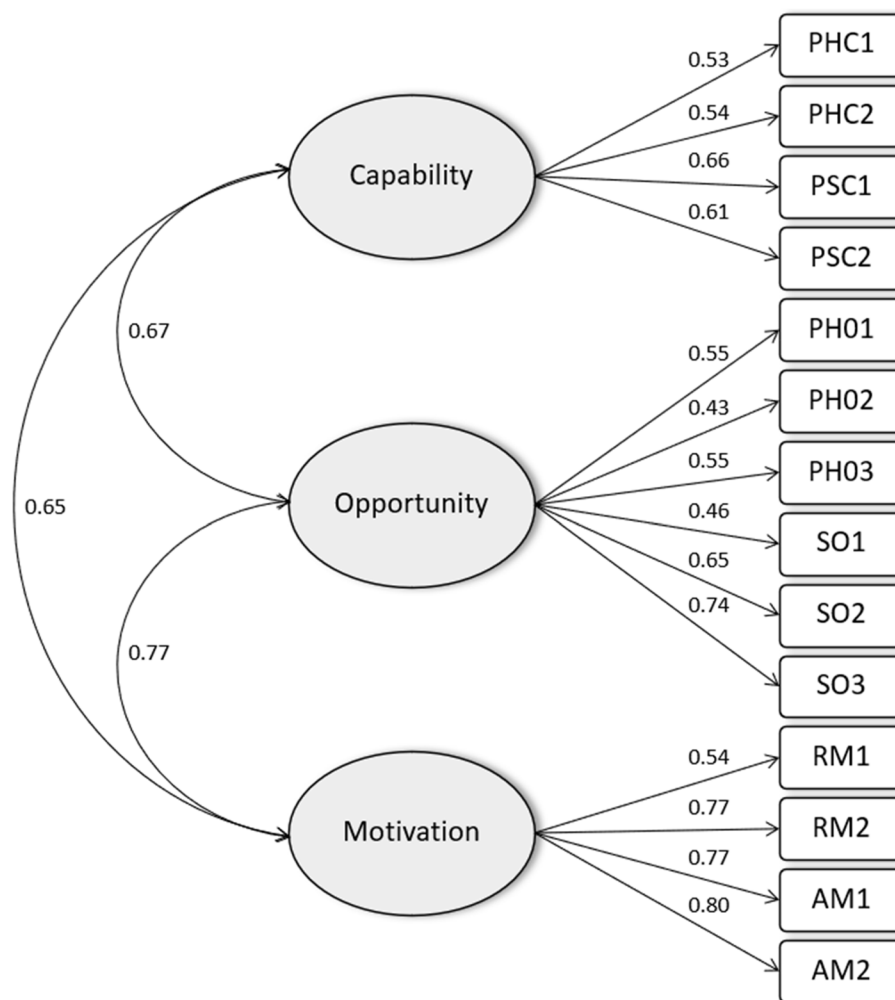 PHC1
0.53
PHC2
0.54
Capability
0.66
PSC1
0.61
PSC2
0.67
PH01
0.55
PH02
0.43
PH03
0.55
0.65
Opportunity
0.46
SO1
0.65
SO2
0.74
SO3
0.77
RM1
0.54
RM2
0.77
Motivation
0.77
AM1
0.80
AM2